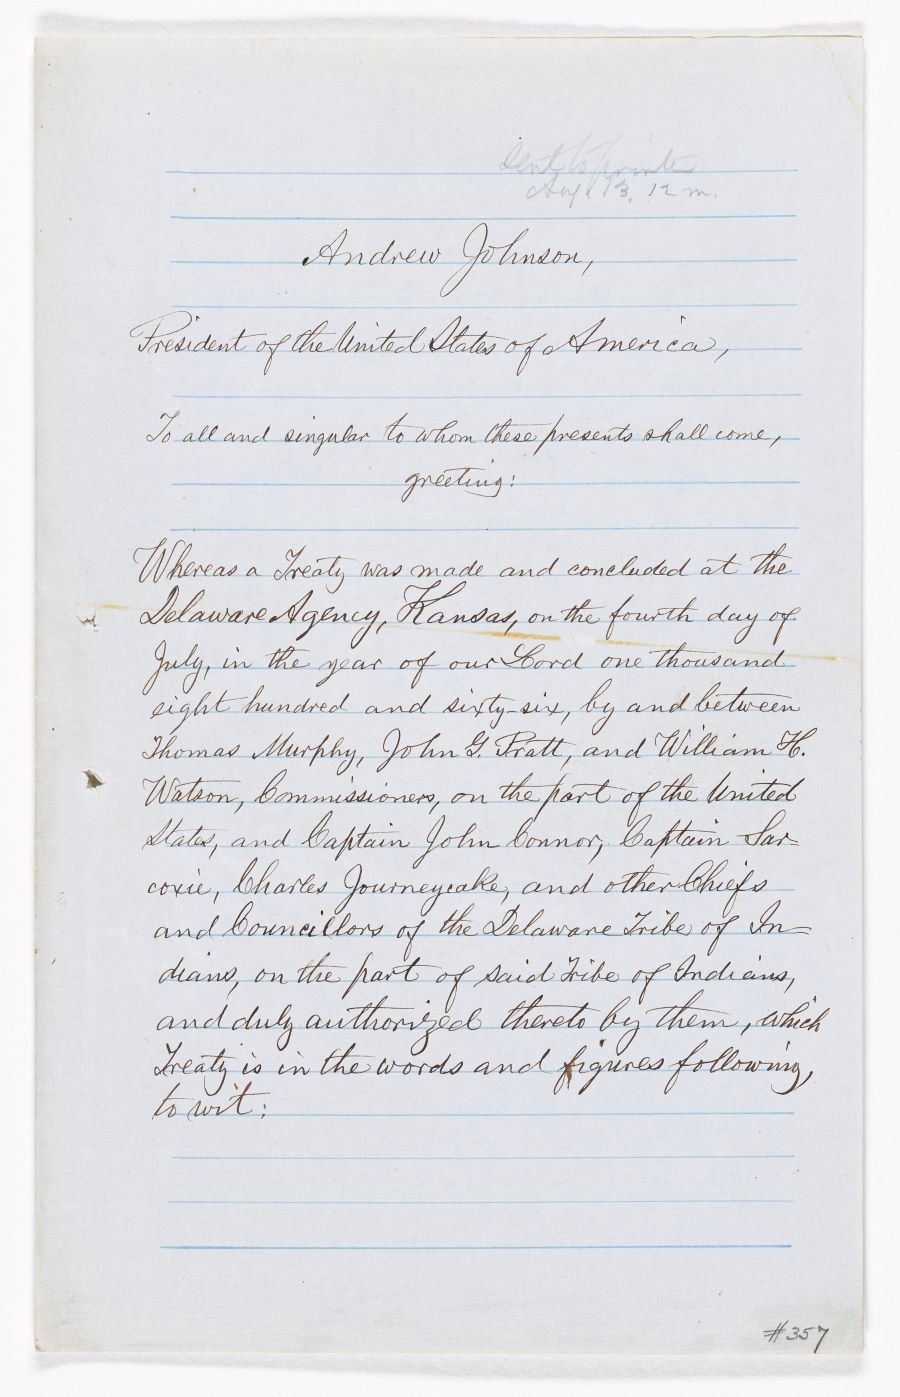 Sent to printer
Aug. 13. 12 m.
Andrew Johnson,
President of the United States of America,
To all and singular to whom these presents shall come,
greeting:
Whereas a Treaty was made and concluded at the
Delaware Agency, Kansas, on the fourth day of
July, in the year of our Lord one thousand
eight hundred and sixty-six, by and between
Thomas Murphy, John G. Pratt, and William H.
Watson, Commissioners, on the part of the United
States, and Captain John Connor, Captain Sar=
coxie, Charles Journeycake, and other Chiefs
and Councillors of the Delaware Tribe of In=
dians, on the part of said Tribe of Indians,
and duly authorized thereto by them, which
Treaty is in the words and figures following,
to wit:
#357